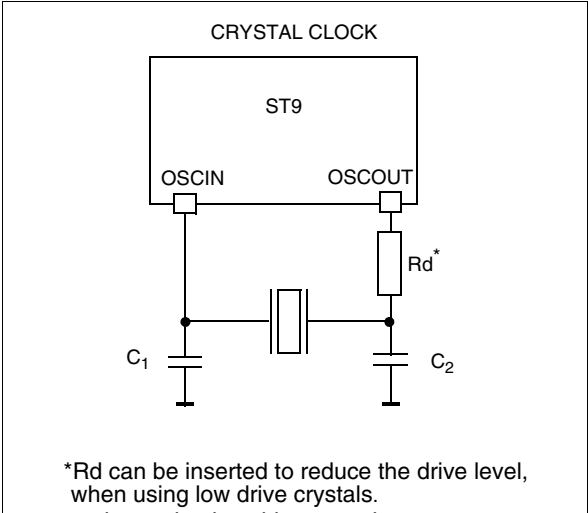 CRYSTAL CLOCK
ST9
OSCIN OSCOUT
Rd*
C1 C2
*Rd can be inserted to reduce the drive level,
when using low drive crystals.